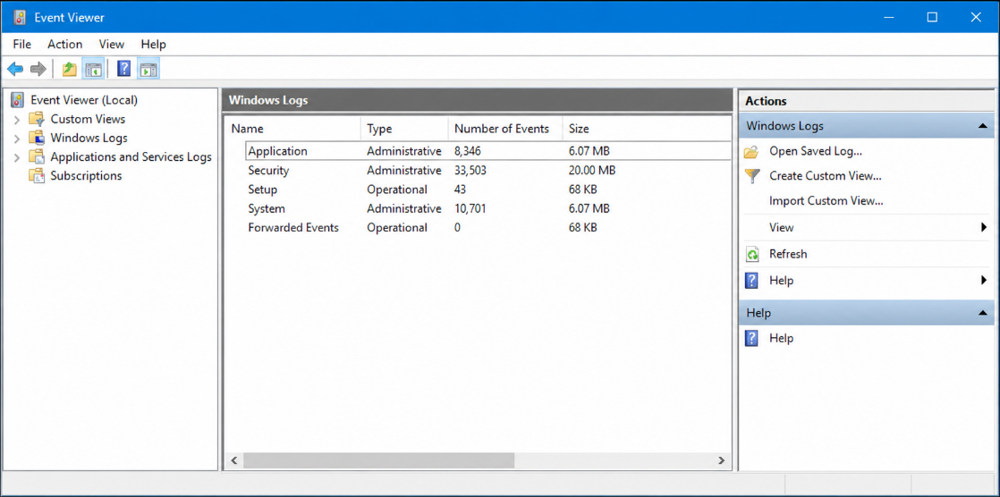 Event Viewer
File Action View Help
Event Viewer (Local)
Custom Views
Windows Logs
Applications and Services Logs
Subscriptions
Windows Logs
Name Type Number of Events Size
Application Administrative 8,346 6.07 MB
Security Administrative 33,503 20.00 MB
Setup Operational 43 68 KB
System Administrative 10,701 6.07 MB
Forwarded Events Operational 0 68 KB
Actions
Windows Logs
Open Saved Log...
Create Custom View...
Import Custom View...
View
Refresh
Help
Help
Help